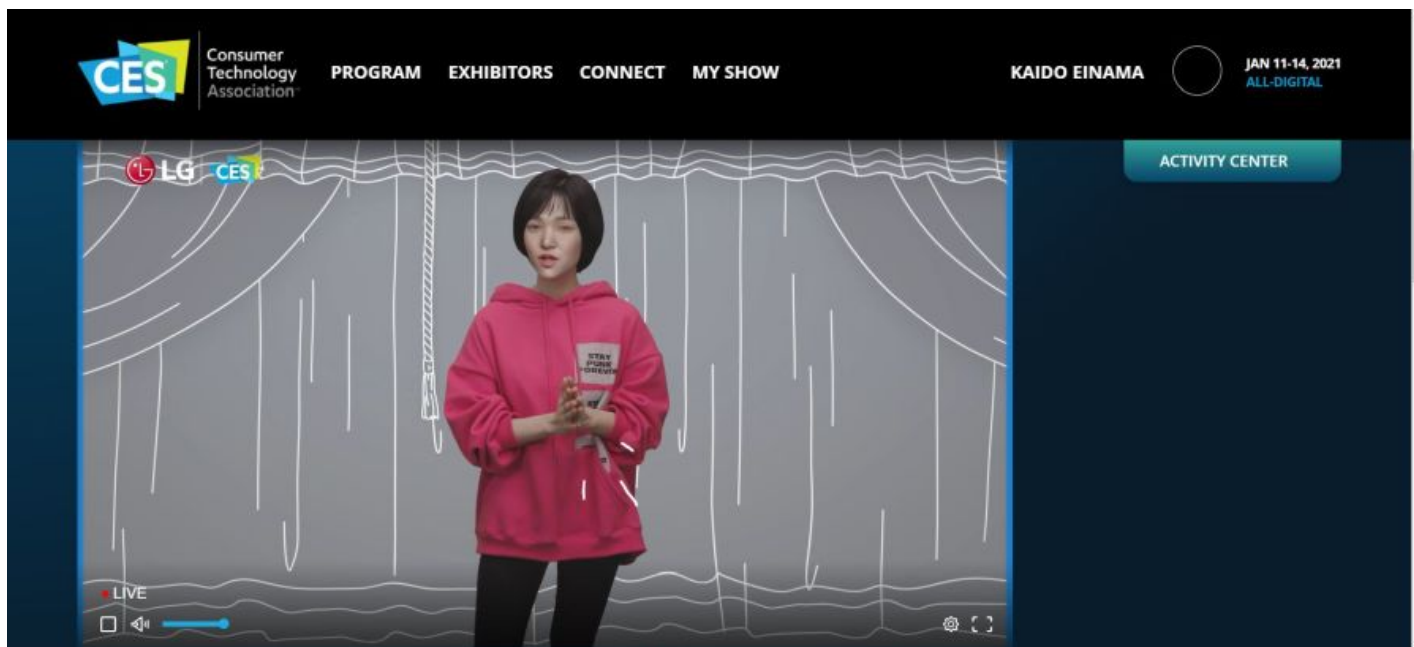 CES
Consumer
Technology
Association
PROGRAM EXHIBITORS CONNECT MY SHOW
KAIDO EINAMA
JAN 11-14, 2021
ALL-DIGITAL
LG CES
ACTIVITY CENTER
STAY
PUNK
FOREVER
LIVE